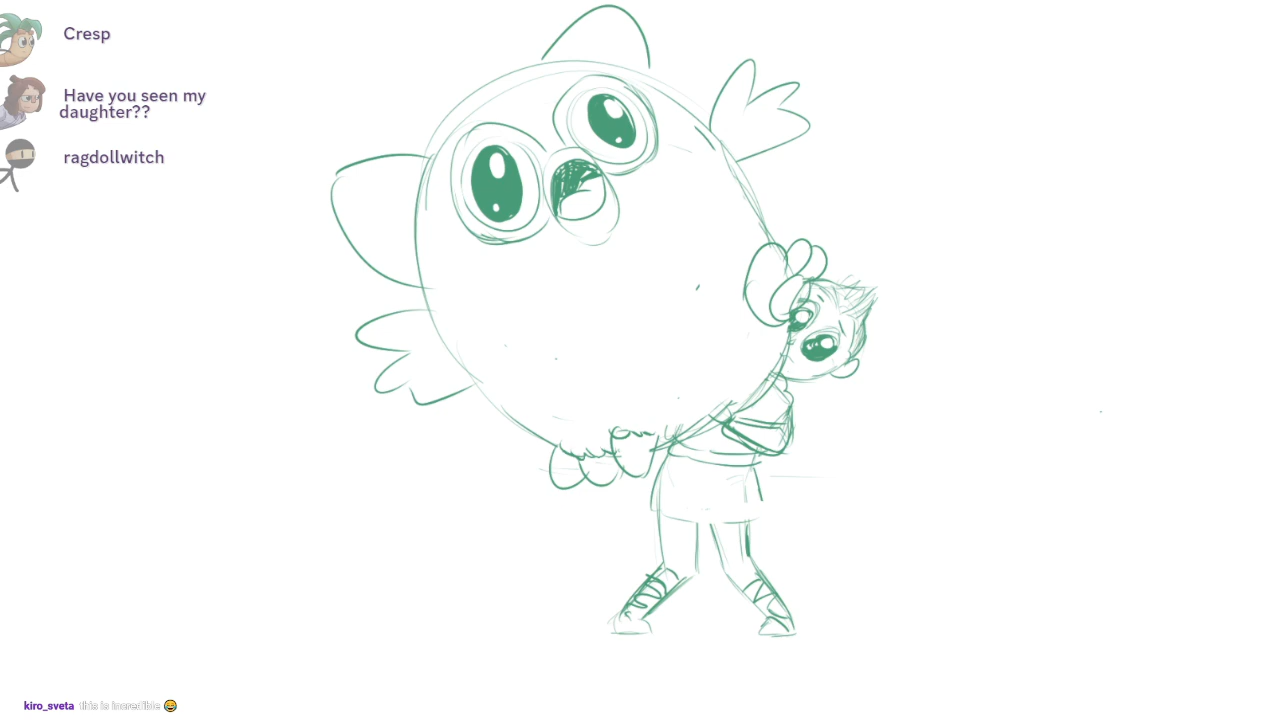 Cresp
Have you seen my
daughter??
ragdollwitch
kiro_sveta this is incredible 😂